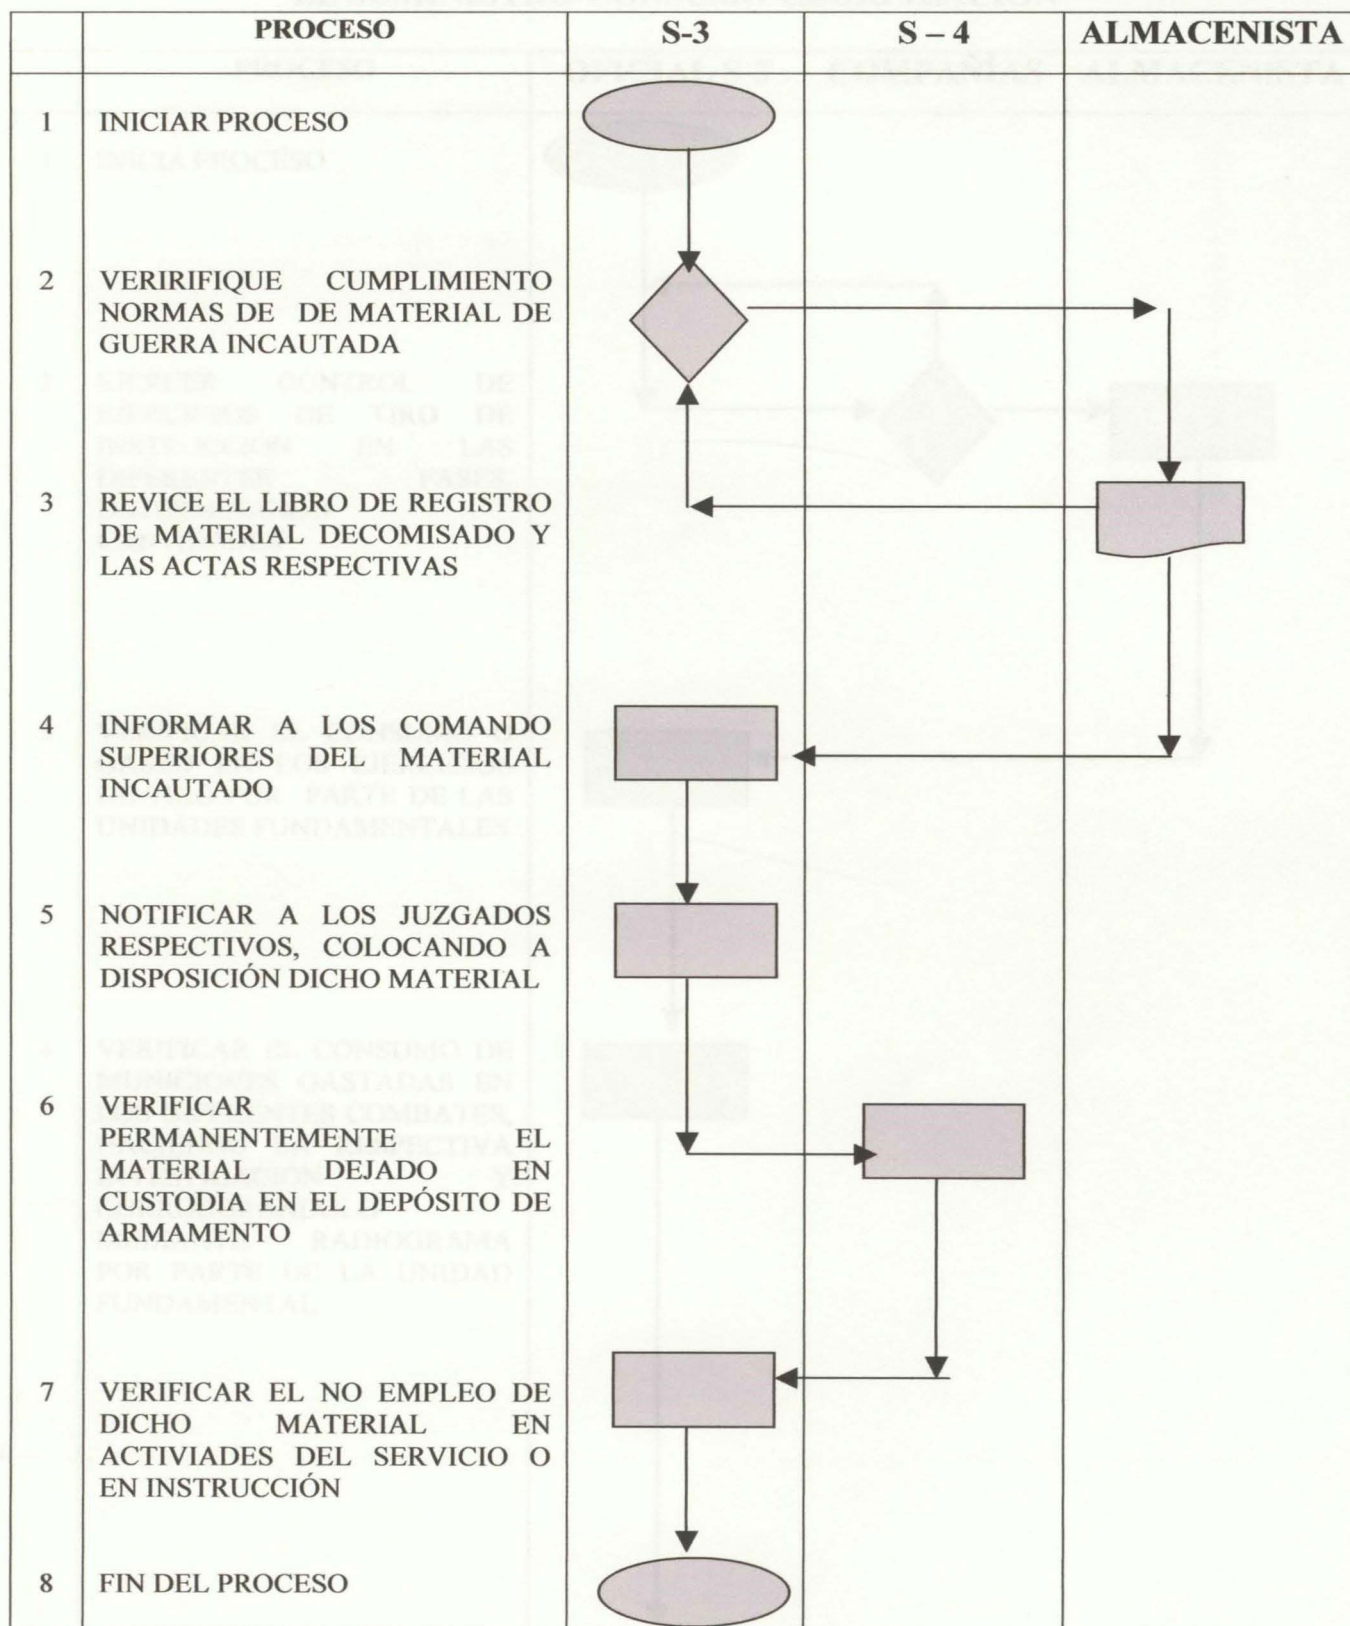 PROCESO S-3 S – 4 ALMACENISTA
1 INICIAR PROCESO
2 VERIRIFIQUE CUMPLIMIENTO
NORMAS DE DE MATERIAL DE
GUERRA INCAUTADA
3 REVICE EL LIBRO DE REGISTRO
DE MATERIAL DECOMISADO Y
LAS ACTAS RESPECTIVAS
4 INFORMAR A LOS COMANDO
SUPERIORES DEL MATERIAL
INCAUTADO
5 NOTIFICAR A LOS JUZGADOS
RESPECTIVOS, COLOCANDO A
DISPOSICIÓN DICHO MATERIAL
6 VERIFICAR
PERMANENTEMENTE EL
MATERIAL DEJADO EN
CUSTODIA EN EL DEPÓSITO DE
ARMAMENTO
7 VERIFICAR EL NO EMPLEO DE
DICHO MATERIAL EN
ACTIVIADES DEL SERVICIO O
EN INSTRUCCIÓN
8 FIN DEL PROCESO